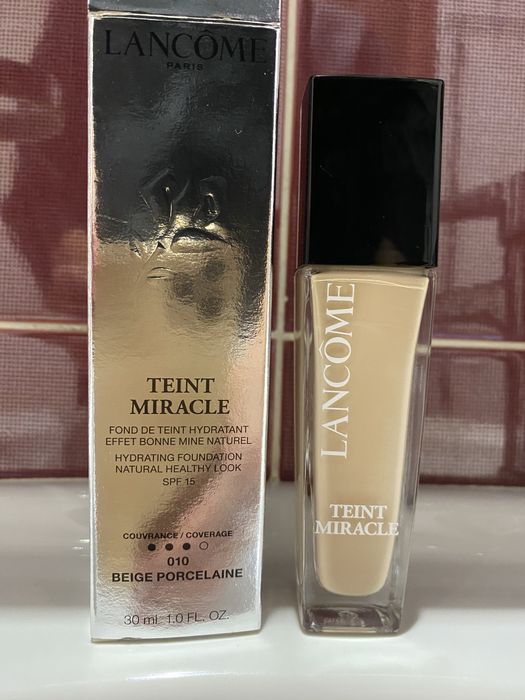 LANCÔME
PARIS
TEINT
MIRACLE
FOND DE TEINT HYDRATANT
EFFET BONNE MINE NATUREL
HYDRATING FOUNDATION
NATURAL HEALTHY LOOK
SPF 15
COUVRANCE / COVERAGE
010
BEIGE PORCELAINE
30 ml 1.0 FL. OZ.
LANCÔME
TEINT
MIRACLE